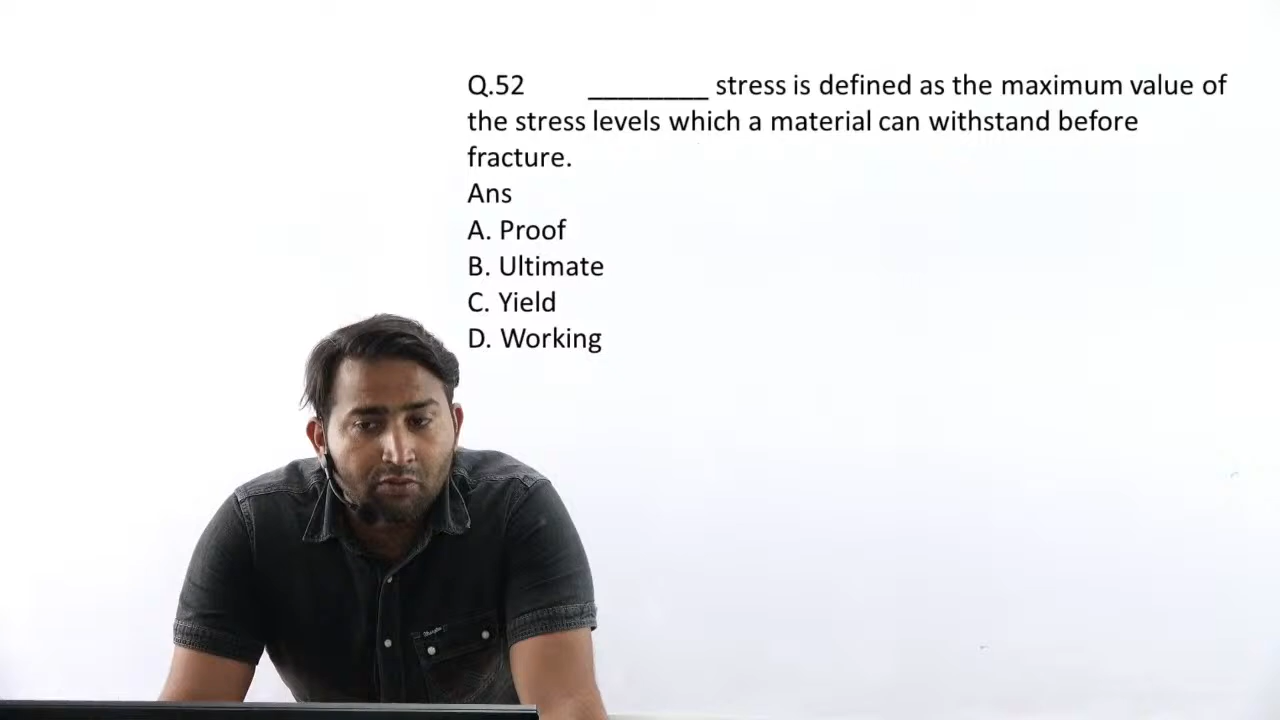 Q.52 ________ stress is defined as the maximum value of
the stress levels which a material can withstand before
fracture.
Ans
A. Proof
B. Ultimate
C. Yield
D. Working